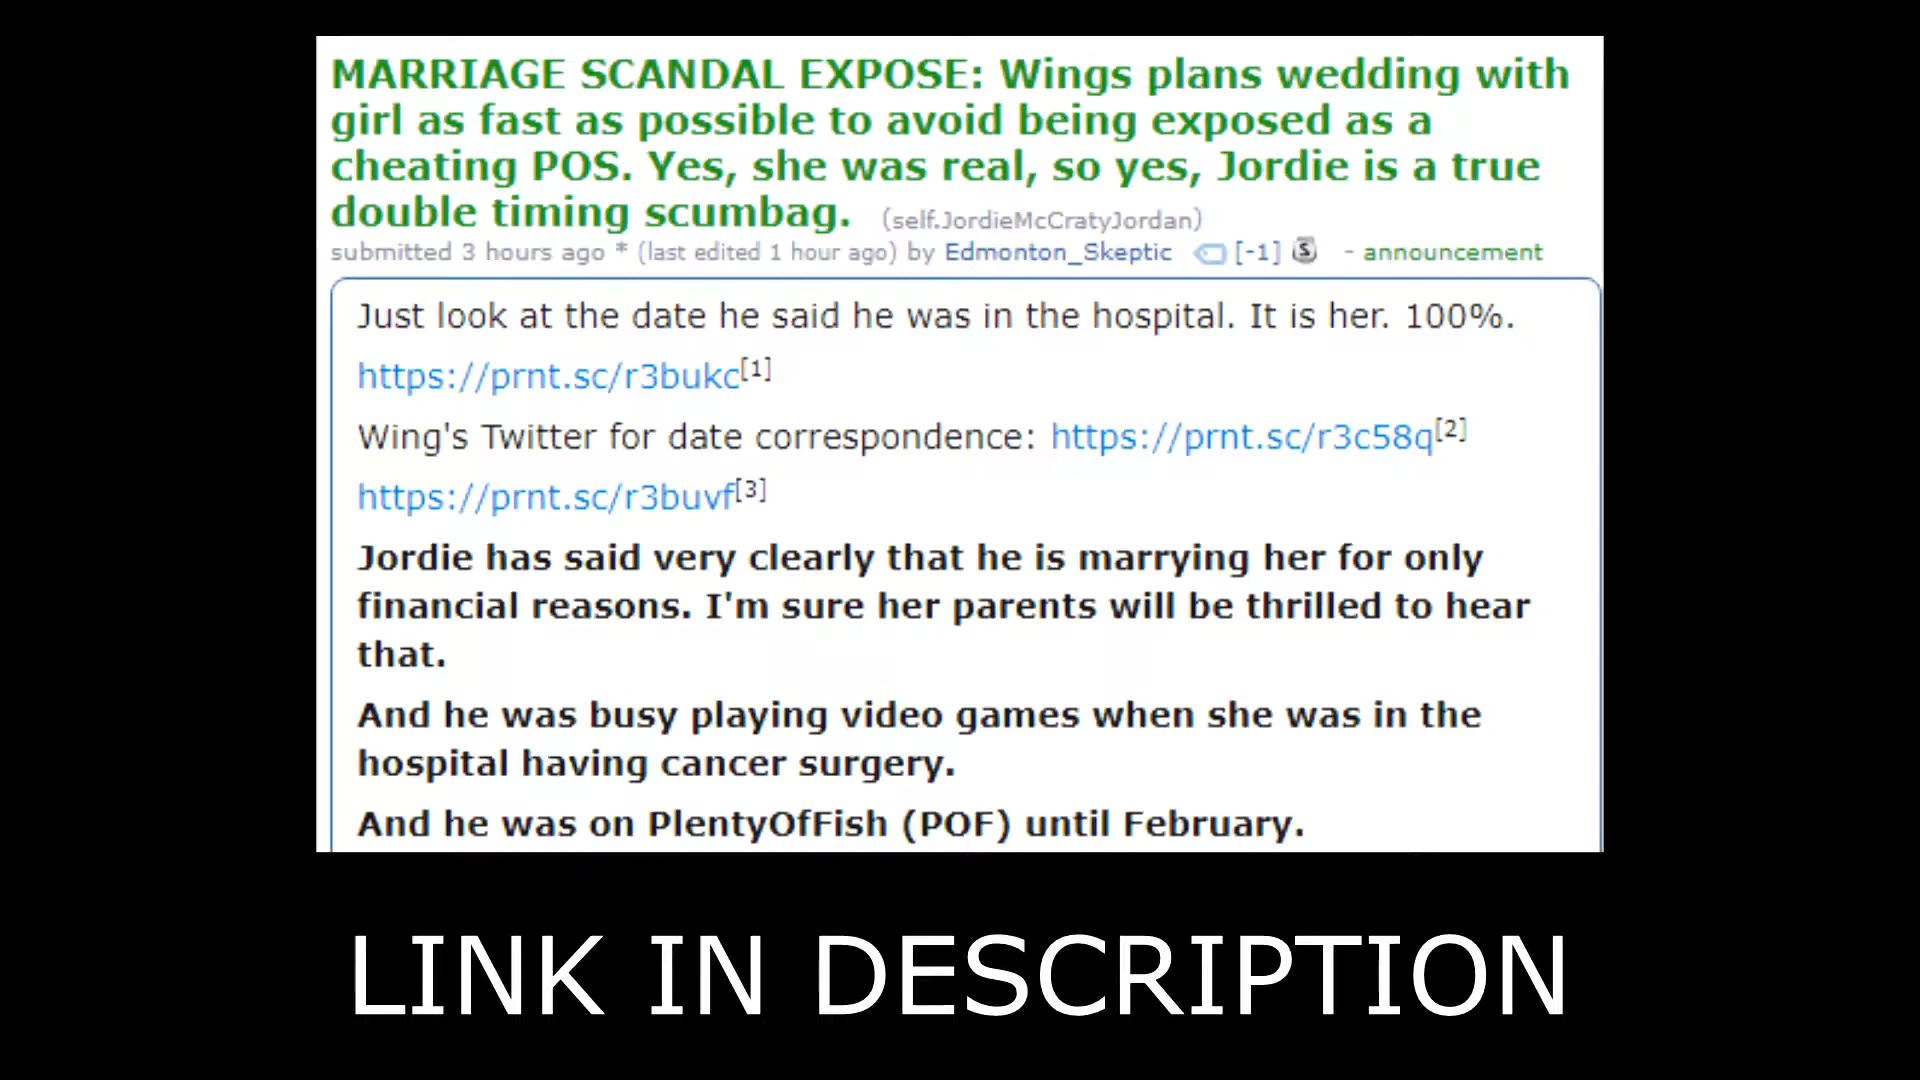 MARRIAGE SCANDAL EXPOSE: Wings plans wedding with
girl as fast as possible to avoid being exposed as a
cheating POS. Yes, she was real, so yes, Jordie is a true
double timing scumbag. (self.JordieMcCratyJordan)
submitted 3 hours ago * (last edited 1 hour ago) by Edmonton_Skeptic [-1] S - announcement
Just look at the date he said he was in the hospital. It is her. 100%.
https://prnt.sc/r3bukc[1]
Wing's Twitter for date correspondence: https://prnt.sc/r3c58q[2]
https://prnt.sc/r3buvf[3]
Jordie has said very clearly that he is marrying her for only
financial reasons. I'm sure her parents will be thrilled to hear
that.
And he was busy playing video games when she was in the
hospital having cancer surgery.
And he was on PlentyOfFish (POF) until February.
LINK IN DESCRIPTION